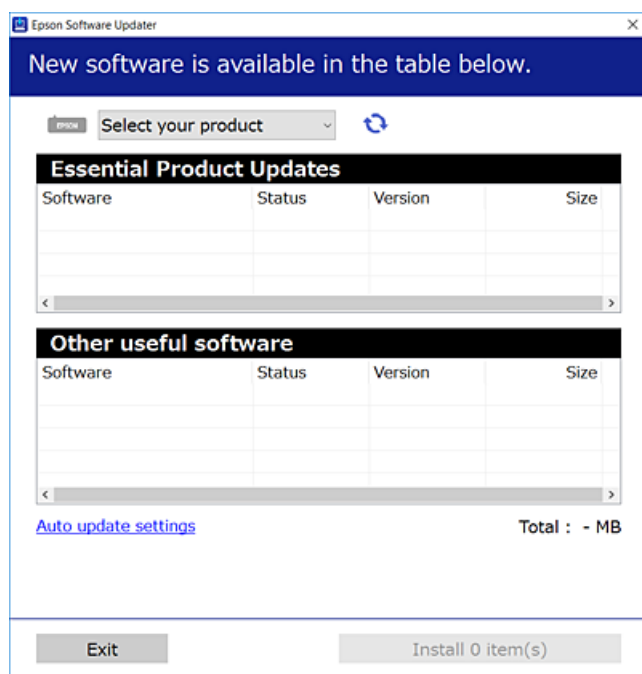 Epson Software Updater
New software is available in the table below.
EPSON Select your product
Essential Product Updates
Software Status Version Size
Other useful software
Software Status Version Size
Auto update settings Total : - MB
Exit Install 0 item(s)